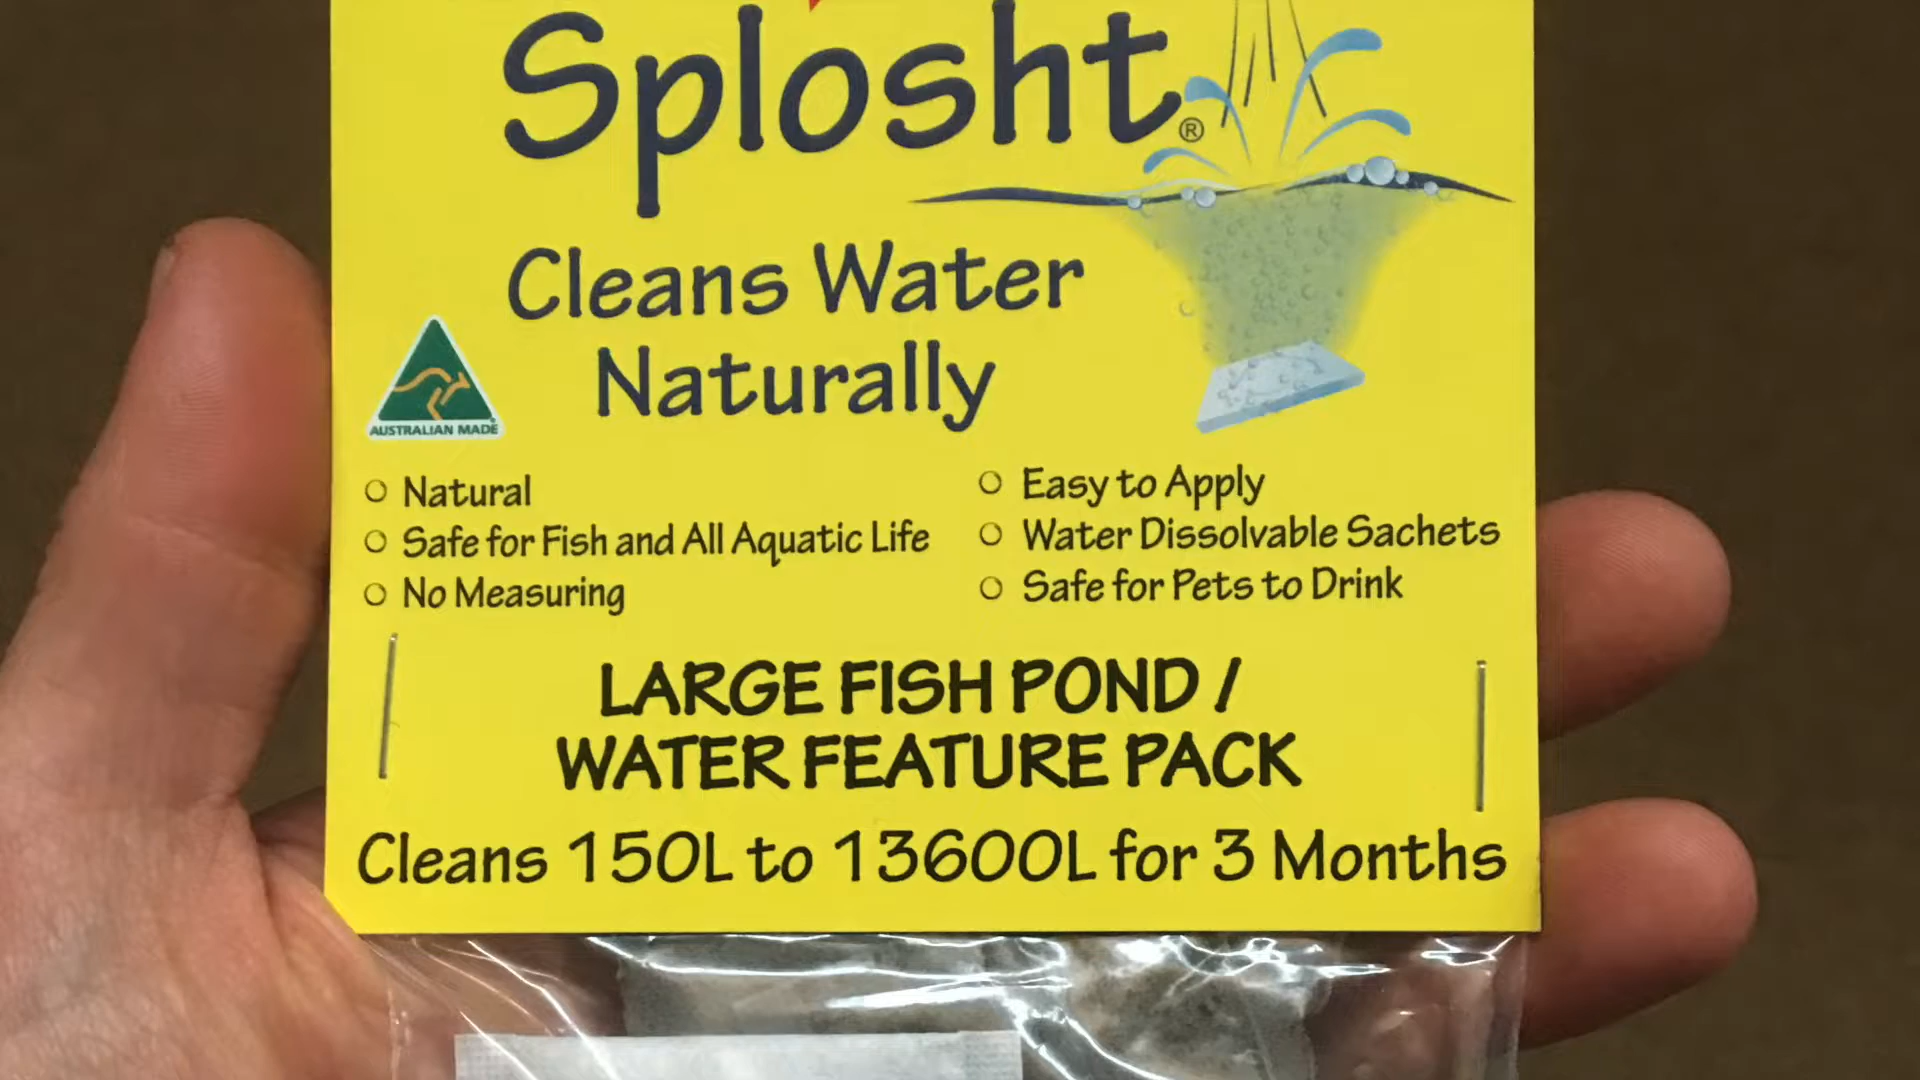 Splosht®
Cleans Water
Naturally
AUSTRALIAN MADE
○ Natural
○ Safe for Fish and All Aquatic Life
○ No Measuring
○ Easy to Apply
○ Water Dissolvable Sachets
○ Safe for Pets to Drink
LARGE FISH POND /
WATER FEATURE PACK
Cleans 150L to 13600L for 3 Months